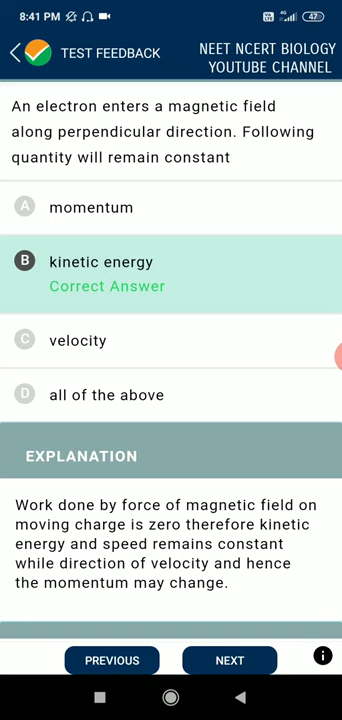 8:41 PM 4G 47
TEST FEEDBACK
NEET NCERT BIOLOGY
YOUTUBE CHANNEL
An electron enters a magnetic field
along perpendicular direction. Following
quantity will remain constant
A momentum
B kinetic energy
Correct Answer
C velocity
D all of the above
EXPLANATION
Work done by force of magnetic field on
moving charge is zero therefore kinetic
energy and speed remains constant
while direction of velocity and hence
the momentum may change.
PREVIOUS NEXT